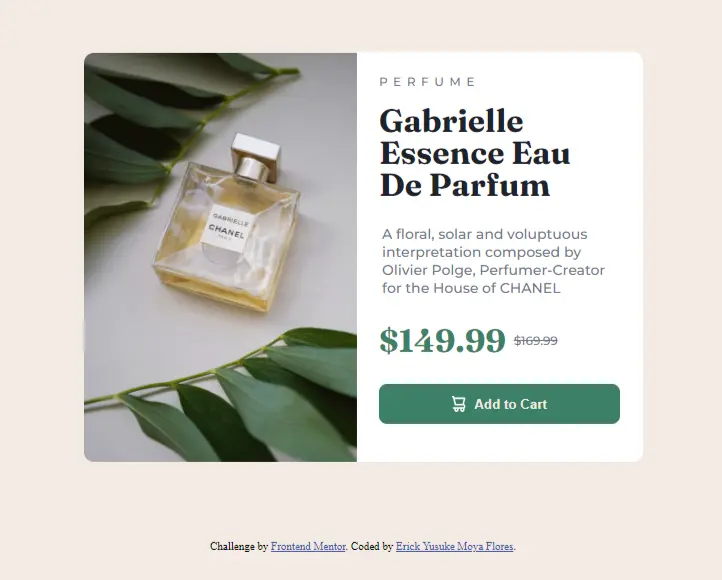 PERFUME
Gabrielle
Essence Eau
De Parfum
A floral, solar and voluptuous
interpretation composed by
Olivier Polge, Perfumer-Creator
for the House of CHANEL
$149.99 $169.99
Add to Cart
GABRIELLE
CHANEL
PARIS
Challenge by Frontend Mentor. Coded by Erick Yusuke Moya Flores.